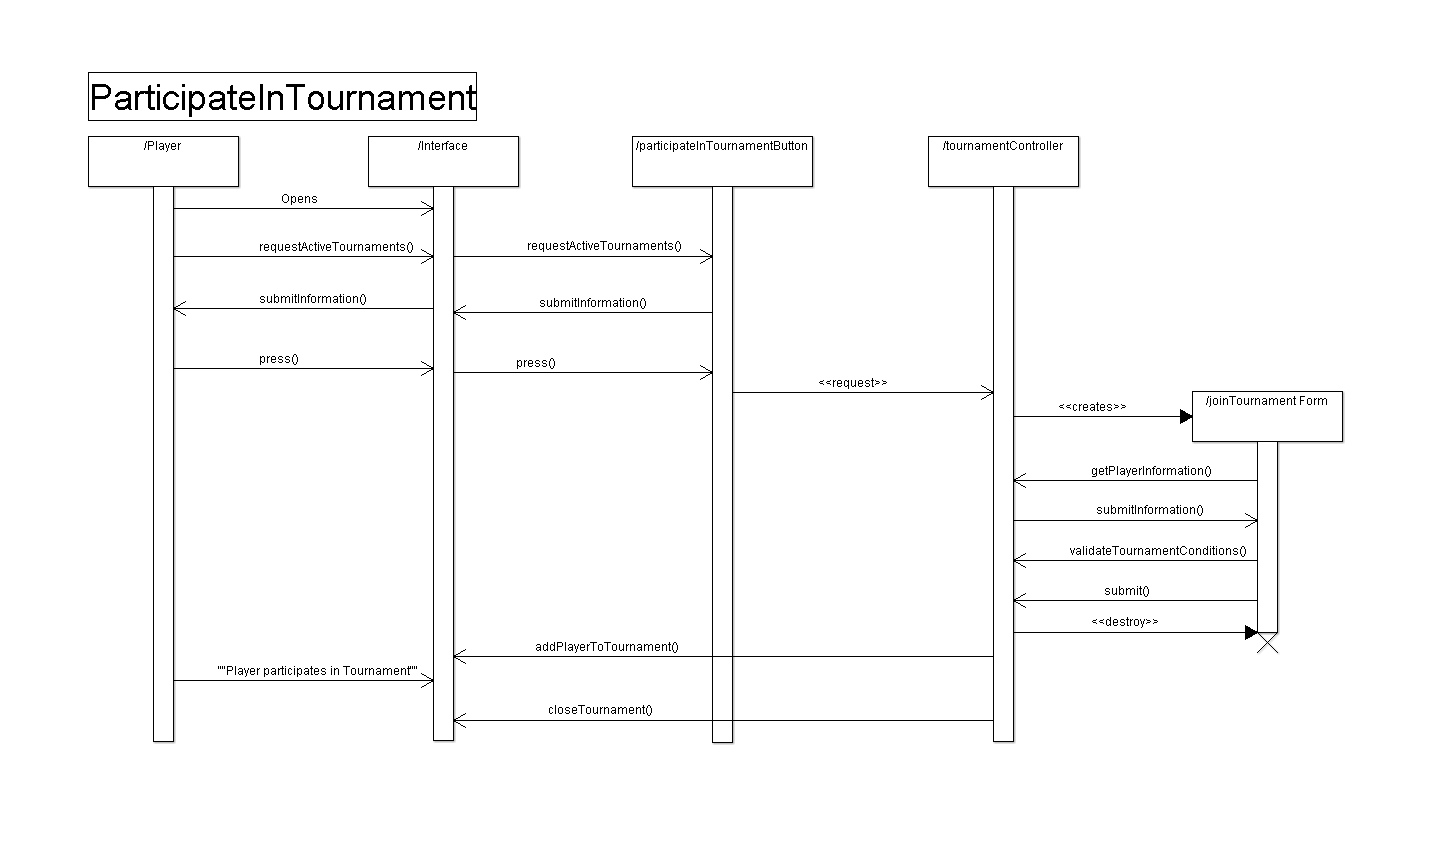 ParticipateInTournament
/Player
/Interface
/participateInTournamentButton
/tournamentController
Opens
requestActiveTournaments()
requestActiveTournaments()
submitInformation()
submitInformation()
press()
press()
<<request>>
/joinTournament Form
<<creates>>
getPlayerInformation()
submitInformation()
validateTournamentConditions()
submit()
<<destroy>>
addPlayerToTournament()
""Player participates in Tournament""
closeTournament()